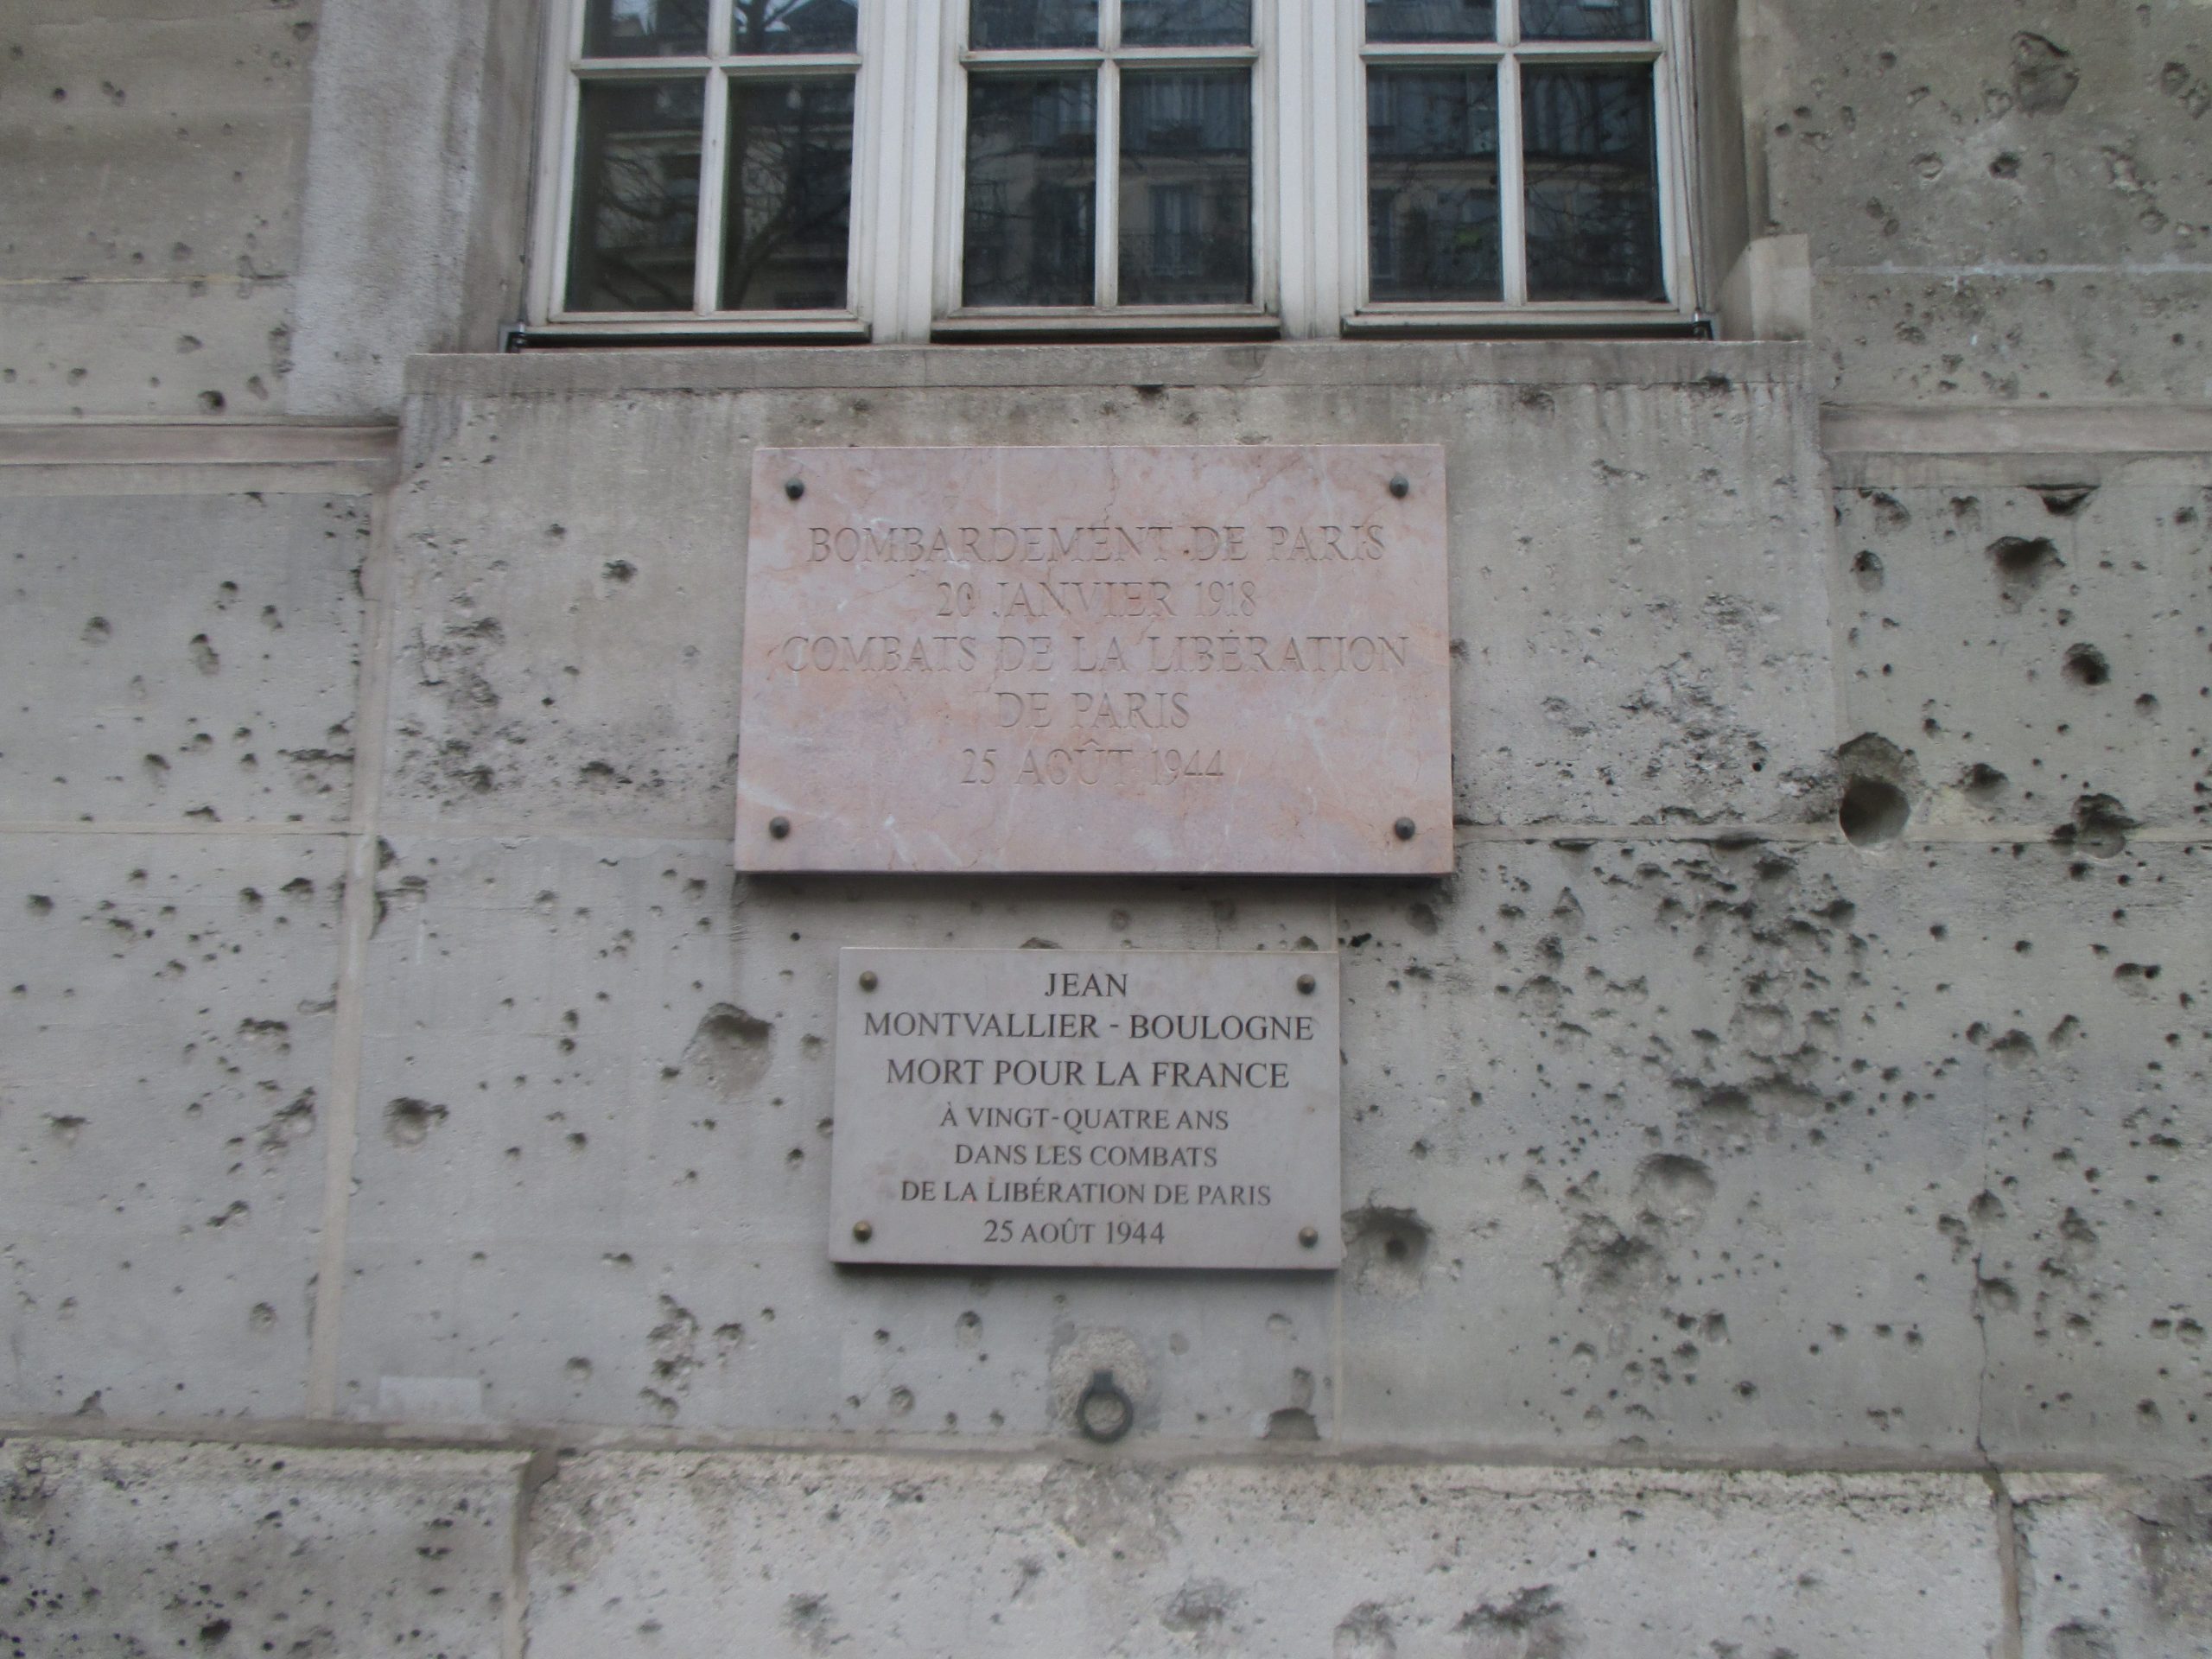 BOMBARDEMENT DE PARIS
20 JANVIER 1918
COMBATS DE LA LIBÉRATION
DE PARIS
25 AOÛT 1944
JEAN
MONTVALLIER - BOULOGNE
MORT POUR LA FRANCE
À VINGT-QUATRE ANS
DANS LES COMBATS
DE LA LIBÉRATION DE PARIS
25 AOÛT 1944